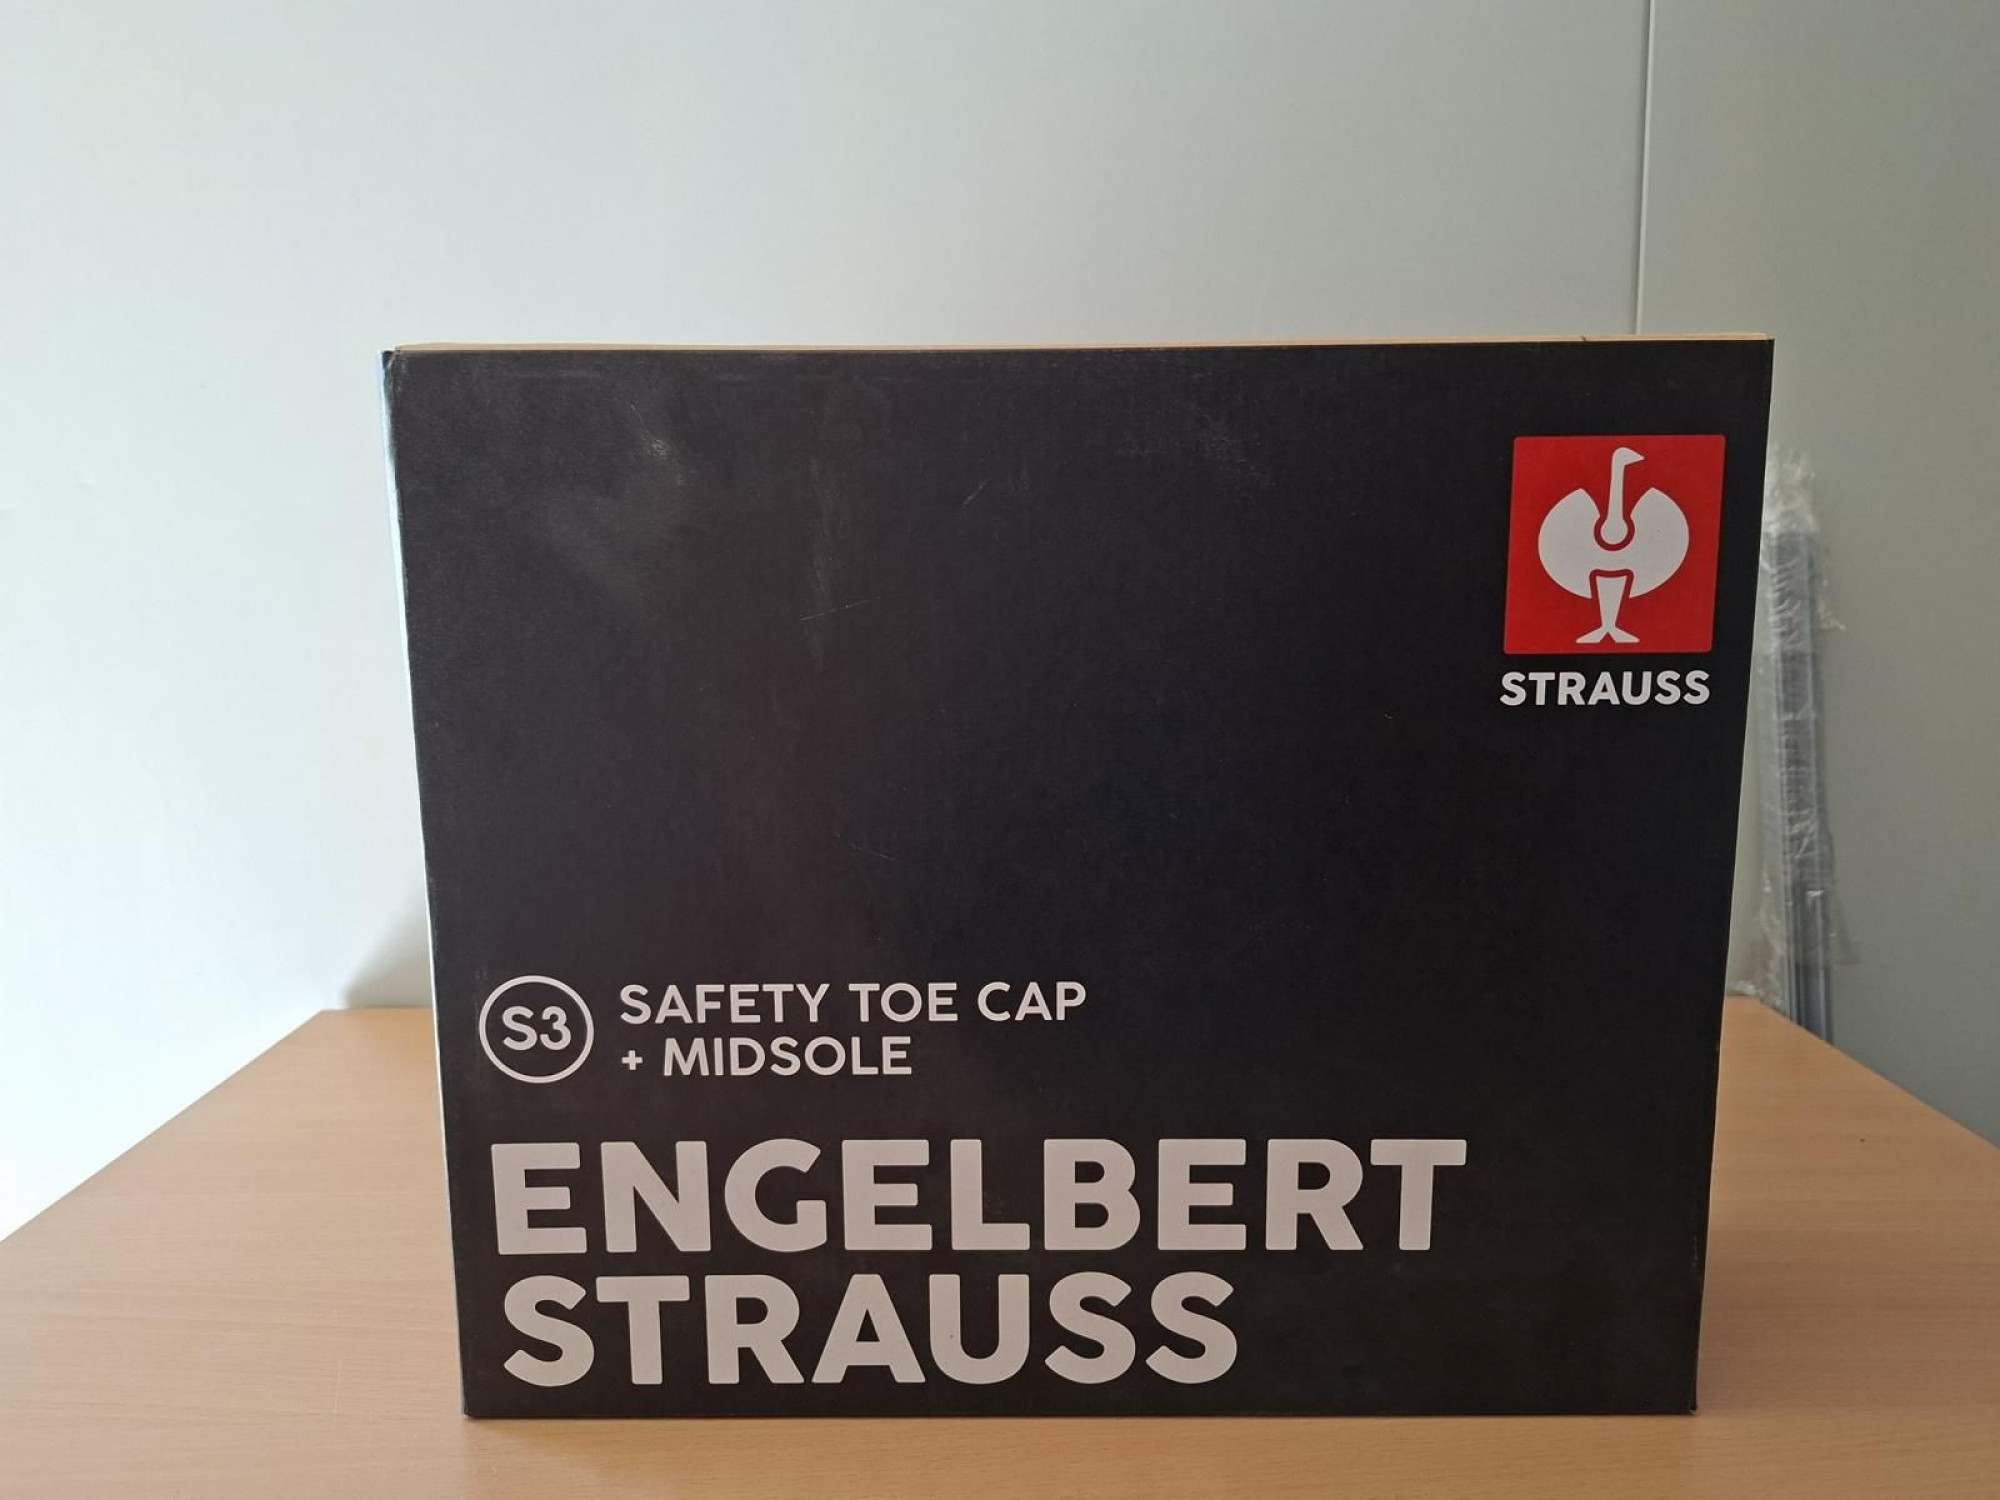 STRAUSS
S3
SAFETY TOE CAP
+ MIDSOLE
ENGELBERT
STRAUSS